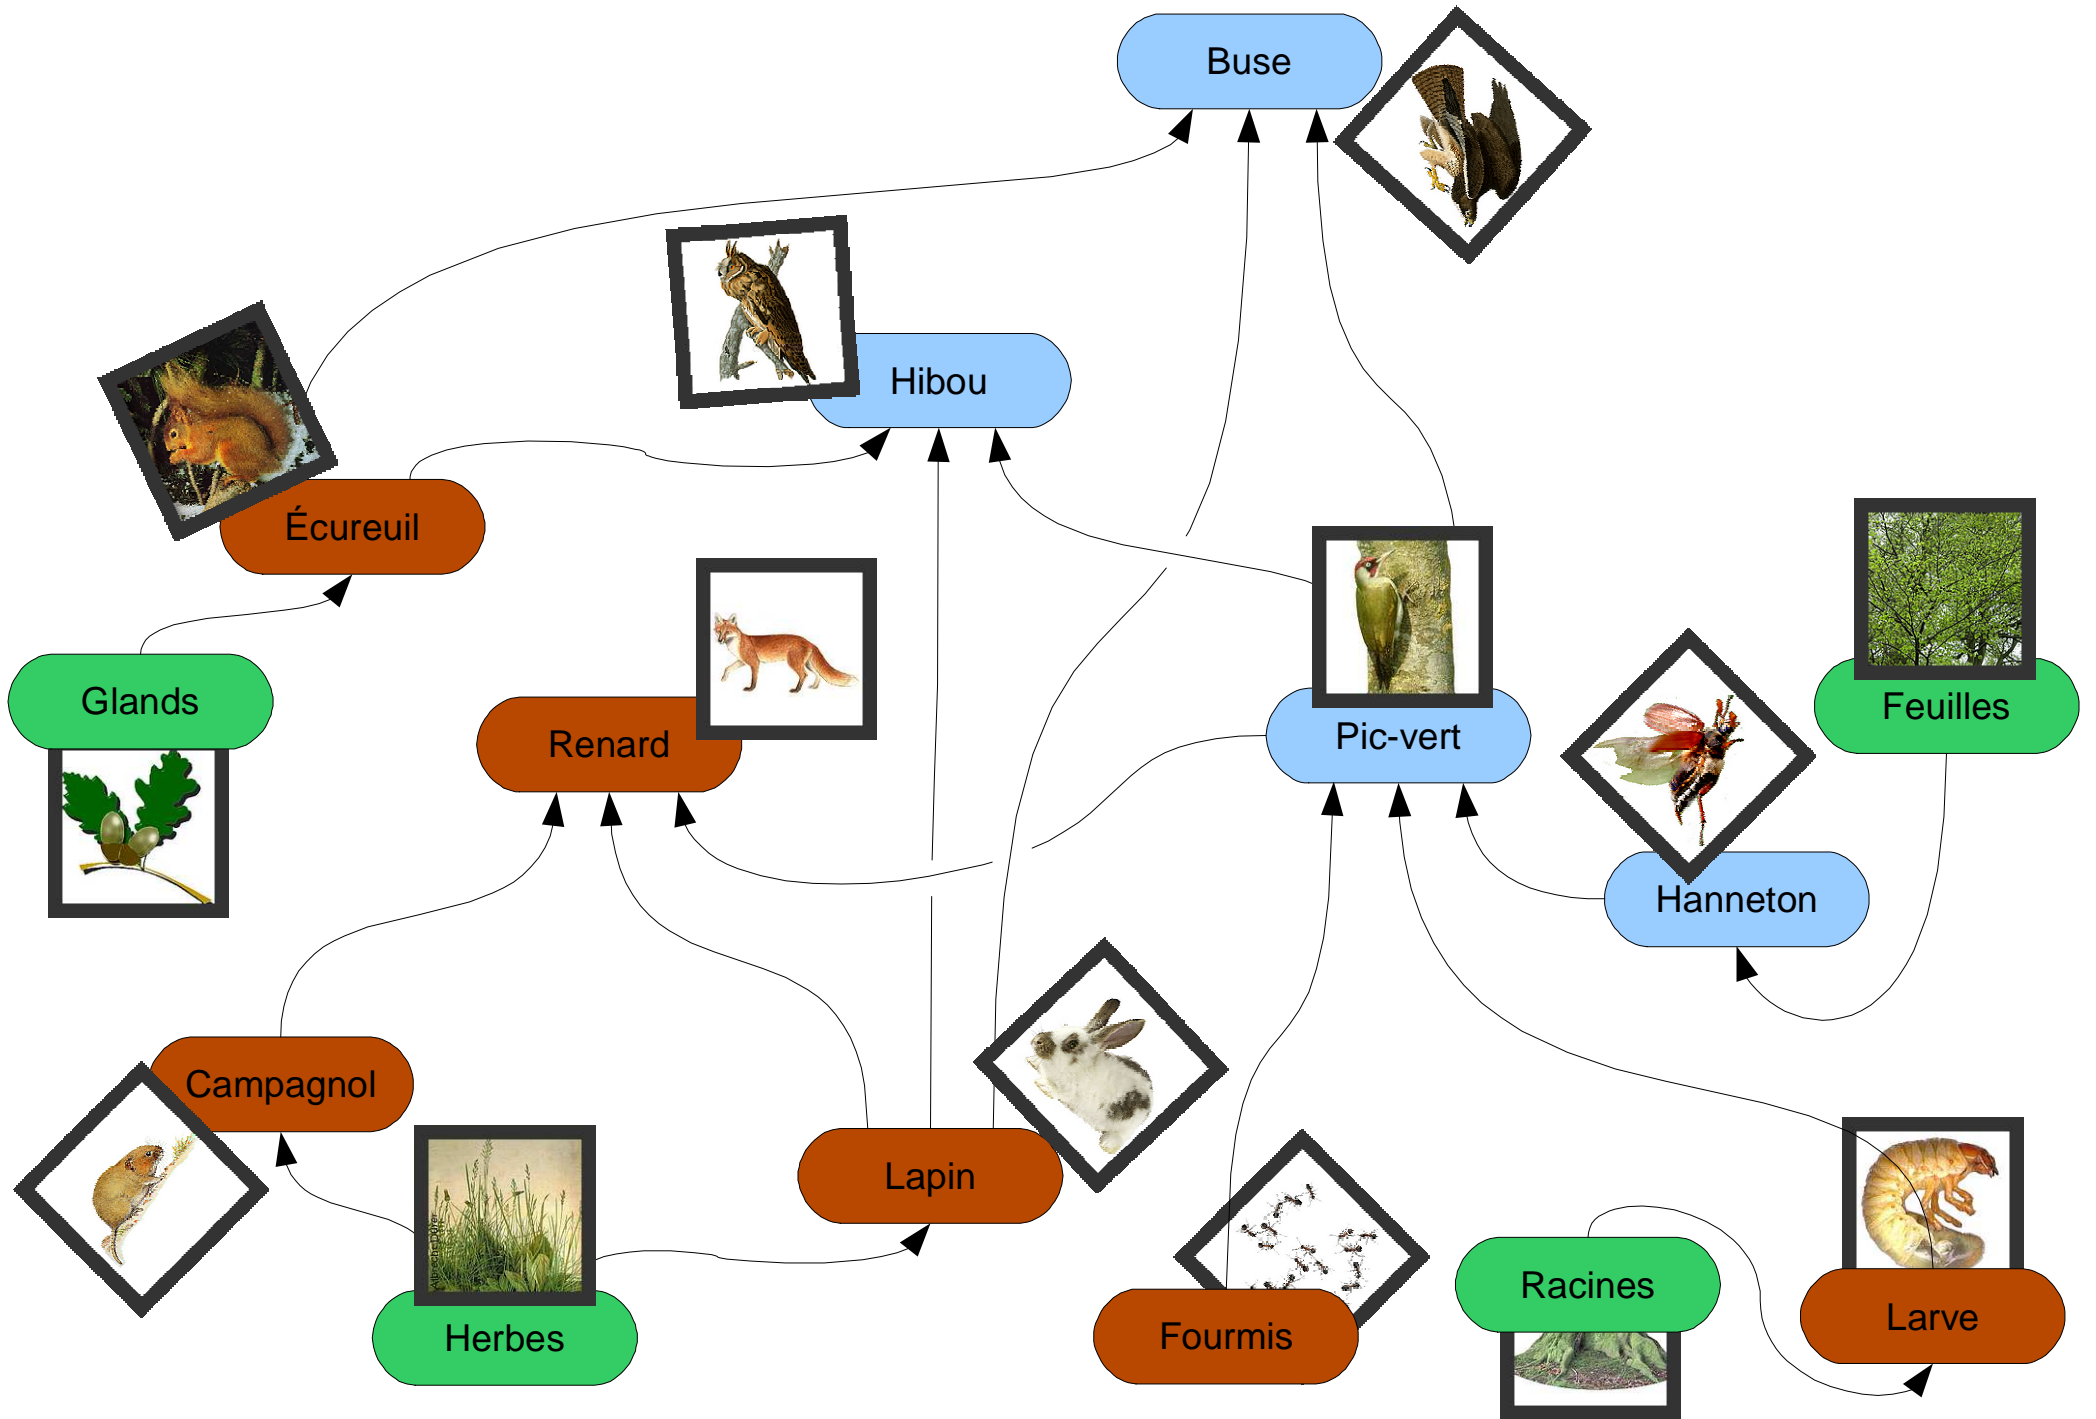 Buse
Hibou
Écureuil
Glands
Renard
Pic-vert
Feuilles
Hanneton
Campagnol
Lapin
Herbes
Fourmis
Racines
Larve